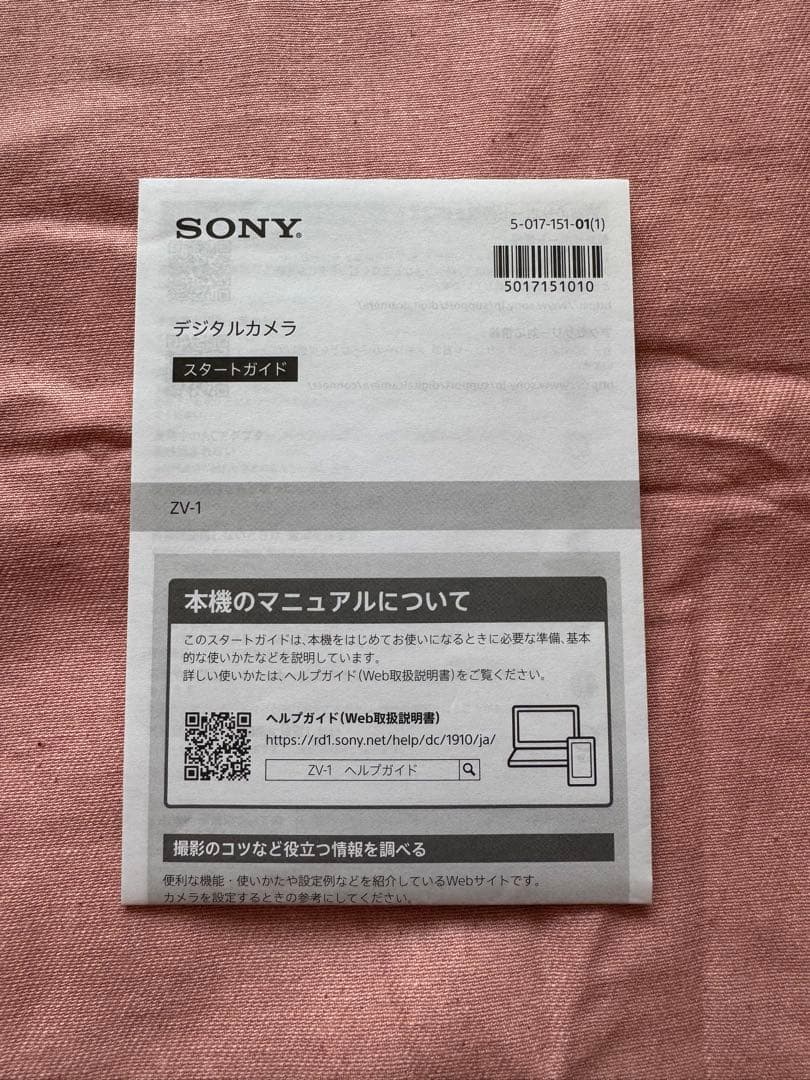 SONY®
5-017-151-01(1)
5017151010
デジタルカメラ
スタートガイド
ZV-1
本機のマニュアルについて
このスタートガイドは、本機をはじめてお使いになるときに必要な準備、基本
的な使いかたなどを説明しています。
詳しい使いかたは、ヘルプガイド(Web取扱説明書)をご覧ください。
ヘルプガイド(Web取扱説明書)
https://rd1.sony.net/help/dc/1910/ja/
ZV-1 ヘルプガイド
撮影のコツなど役立つ情報を調べる
便利な機能・使いかたや設定例などを紹介しているWebサイトです。
カメラを設定するときの参考にしてください。